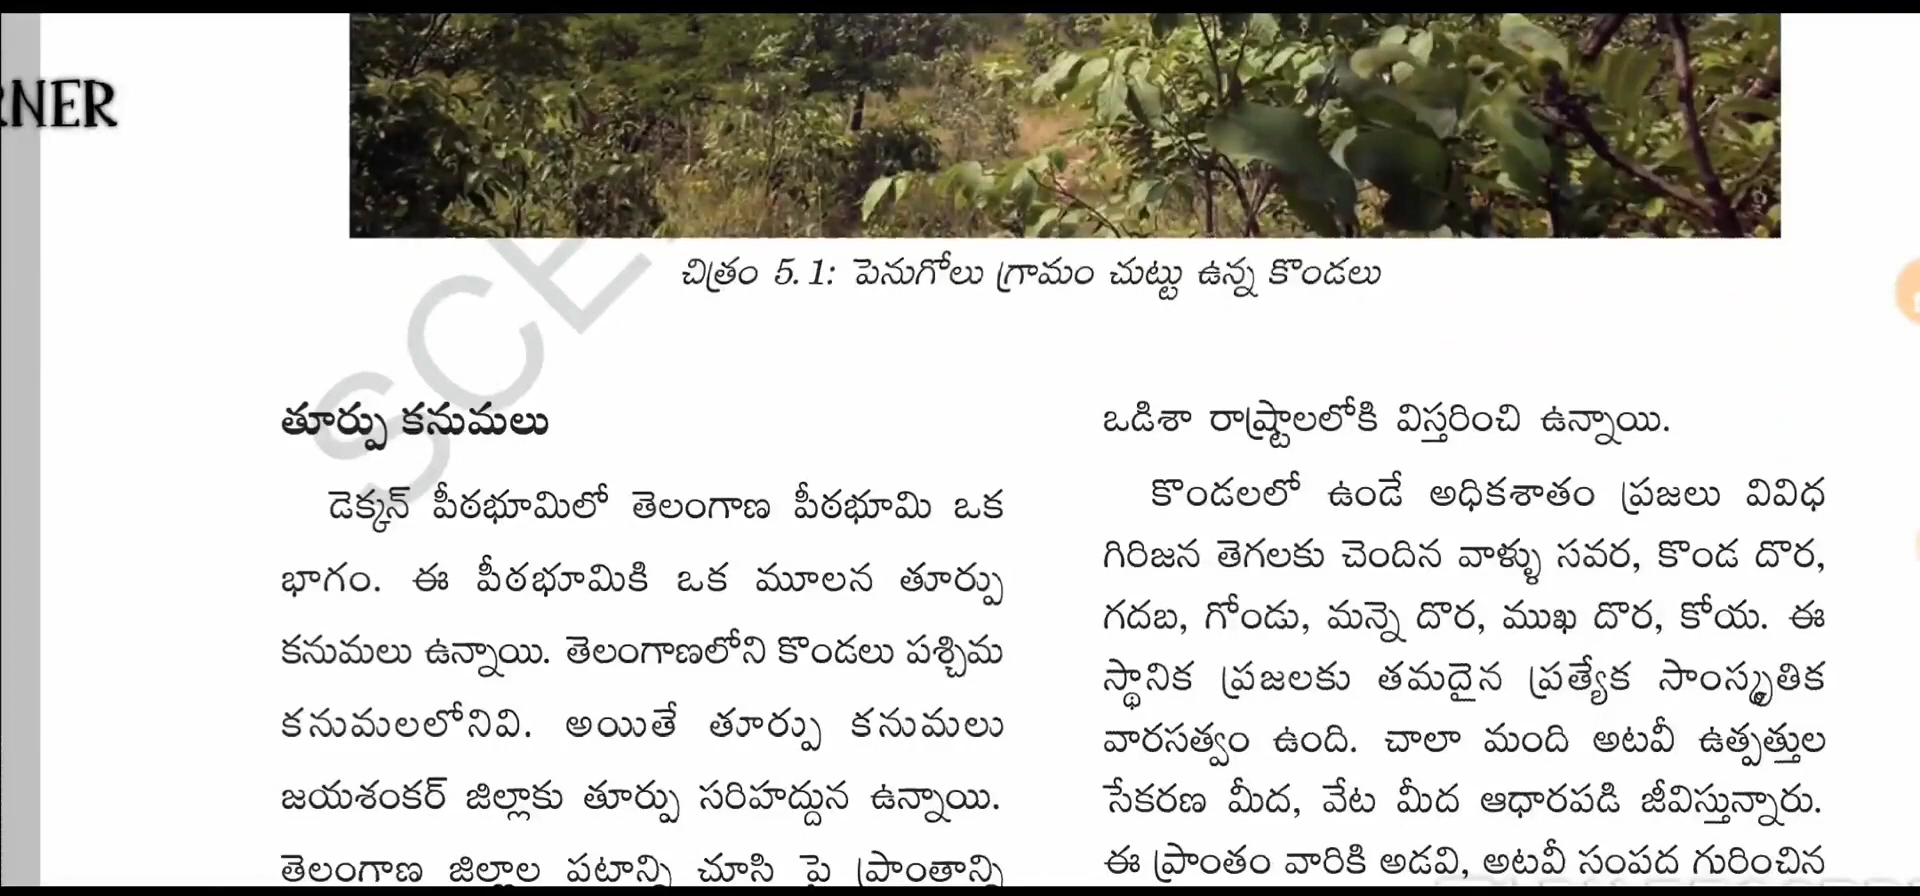 RNER
SCE
చిత్రం 5.1: పెనుగోలు గ్రామం చుట్టు ఉన్న కొండలు
తూర్పు కనుమలు
డెక్కన్ పీఠభూమిలో తెలంగాణ పీఠభూమి ఒక
భాగం. ఈ పీఠభూమికి ఒక మూలన తూర్పు
కనుమలు ఉన్నాయి. తెలంగాణలోని కొండలు పశ్చిమ
కనుమలలోనివి. అయితే తూర్పు కనుమలు
జయశంకర్ జిల్లాకు తూర్పు సరిహద్దున ఉన్నాయి.
తెలంగాణ జిల్లాల పటాన్ని చూసి పై ప్రాంతాన్ని
ఒడిశా రాష్ట్రాలలోకి విస్తరించి ఉన్నాయి.
కొండలలో ఉండే అధికశాతం ప్రజలు వివిధ
గిరిజన తెగలకు చెందిన వాళ్ళు సవర, కొండ దొర,
గదబ, గోండు, మన్నె దొర, ముఖ దొర, కోయ. ఈ
స్థానిక ప్రజలకు తమదైన ప్రత్యేక సాంస్కృతిక
వారసత్వం ఉంది. చాలా మంది అటవీ ఉత్పత్తుల
సేకరణ మీద, వేట మీద ఆధారపడి జీవిస్తున్నారు.
ఈ ప్రాంతం వారికి అడవి, అటవీ సంపద గురించిన